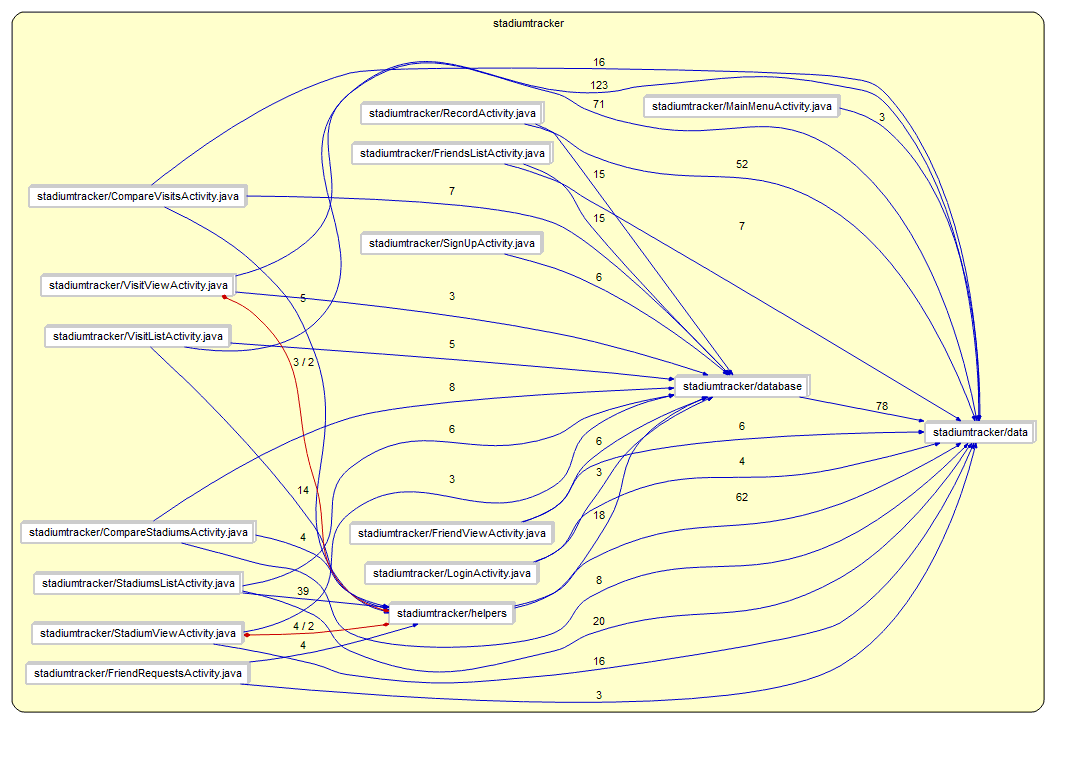 stadiumtracker
16
123
71
stadiumtracker/MainMenuActivity.java
stadiumtracker/RecordActivity.java
3
stadiumtracker/FriendsListActivity.java
52
15
stadiumtracker/CompareVisitsActivity.java
7
15
7
stadiumtracker/SignUpActivity.java
6
stadiumtracker/VisitViewActivity.java
5
3
stadiumtracker/VisitListActivity.java
5
3 / 2
8
stadiumtracker/database
78
6
6
6
stadiumtracker/data
3
3
4
14
62
18
stadiumtracker/CompareStadiumsActivity.java
4
stadiumtracker/FriendViewActivity.java
stadiumtracker/LoginActivity.java
stadiumtracker/StadiumsListActivity.java
39
8
stadiumtracker/helpers
20
stadiumtracker/StadiumViewActivity.java
4 / 2
4
16
stadiumtracker/FriendRequestsActivity.java
3